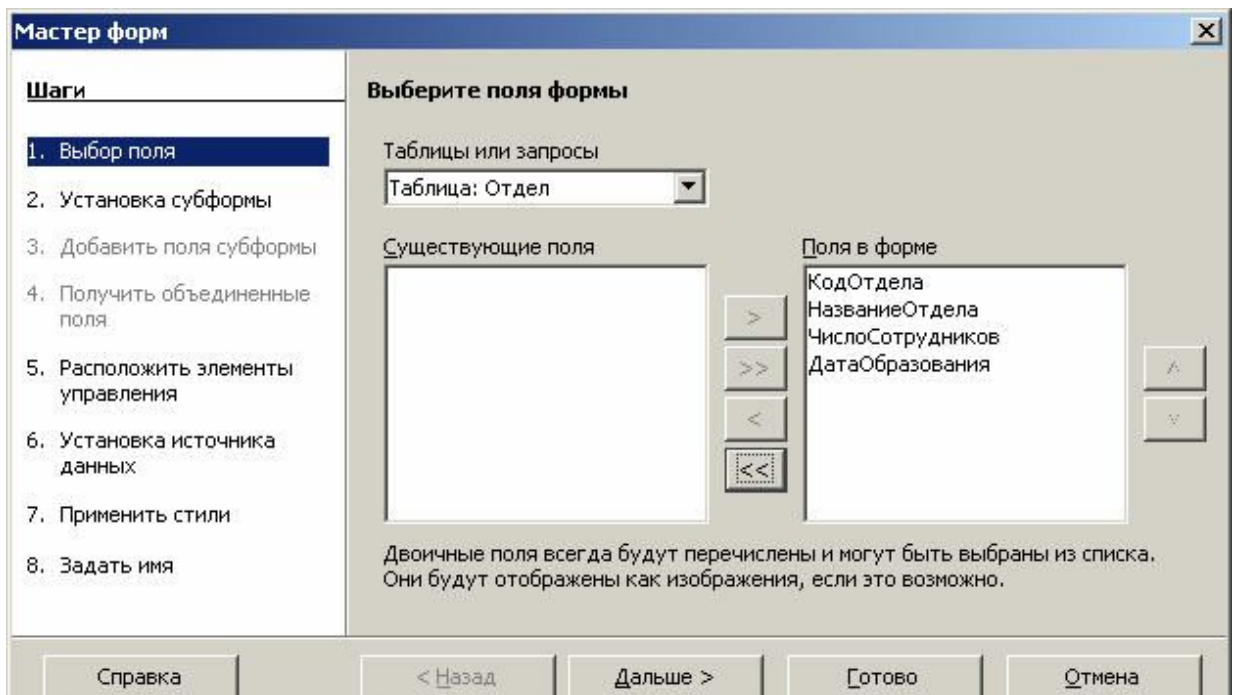 Мастер форм
Шаги
1. Выбор поля
2. Установка субформы
3. Добавить поля субформы
4. Получить объединенные
поля
5. Расположить элементы
управления
6. Установка источника
данных
7. Применить стили
8. Задать имя
Выберите поля формы
Таблицы или запросы
Таблица: Отдел
Существующие поля
Поля в форме
КодОтдела
НазваниеОтдела
ЧислоСотрудников
ДатаОбразования
>
>>
<
<<
^
v
Двоичные поля всегда будут перечислены и могут быть выбраны из списка.
Они будут отображены как изображения, если это возможно.
Справка
< Назад
Дальше >
Готово
Отмена